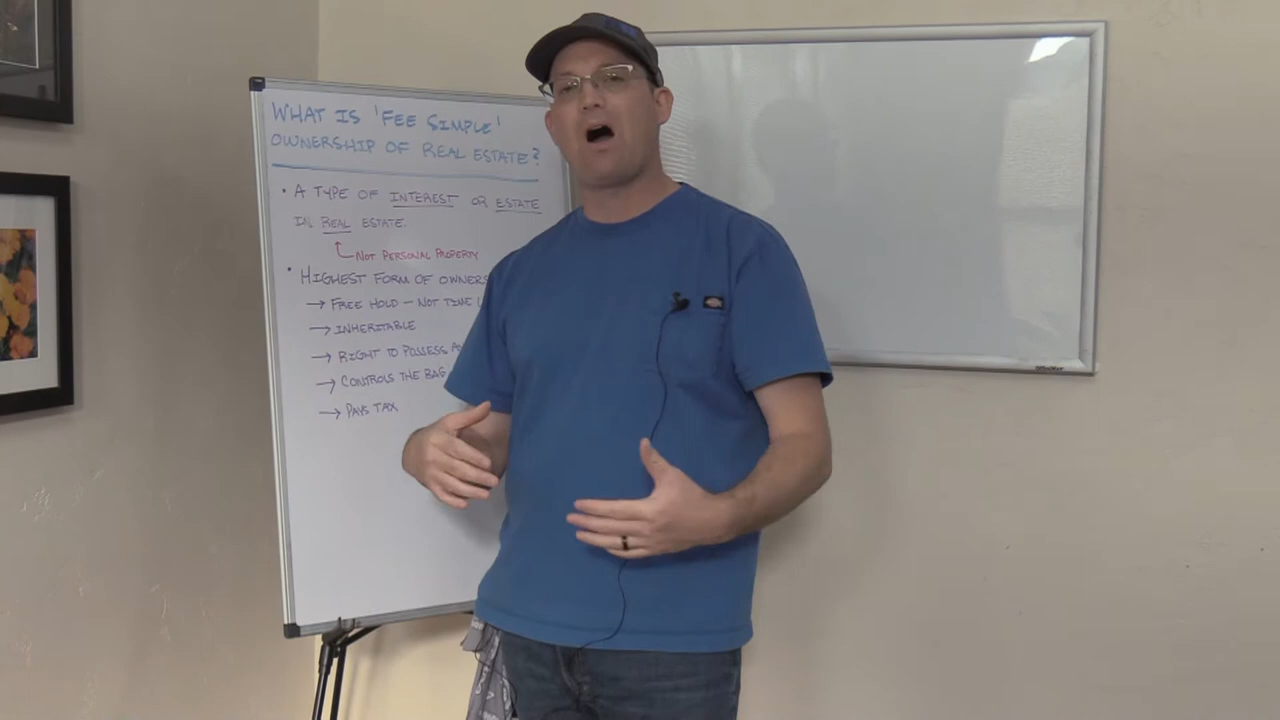 WHAT IS 'FEE SIMPLE'
OWNERSHIP OF REAL ESTATE?
• A TYPE OF INTEREST OR ESTATE
IN REAL ESTATE.
NOT PERSONAL PROPERTY
• HIGHEST FORM OF OWNERS
→ FREE HOLD – NOT TIME
→ INHERITABLE
→ RIGHT TO POSSESS
→ CONTROLS THE BAG
→ PAYS TAX
Dickies